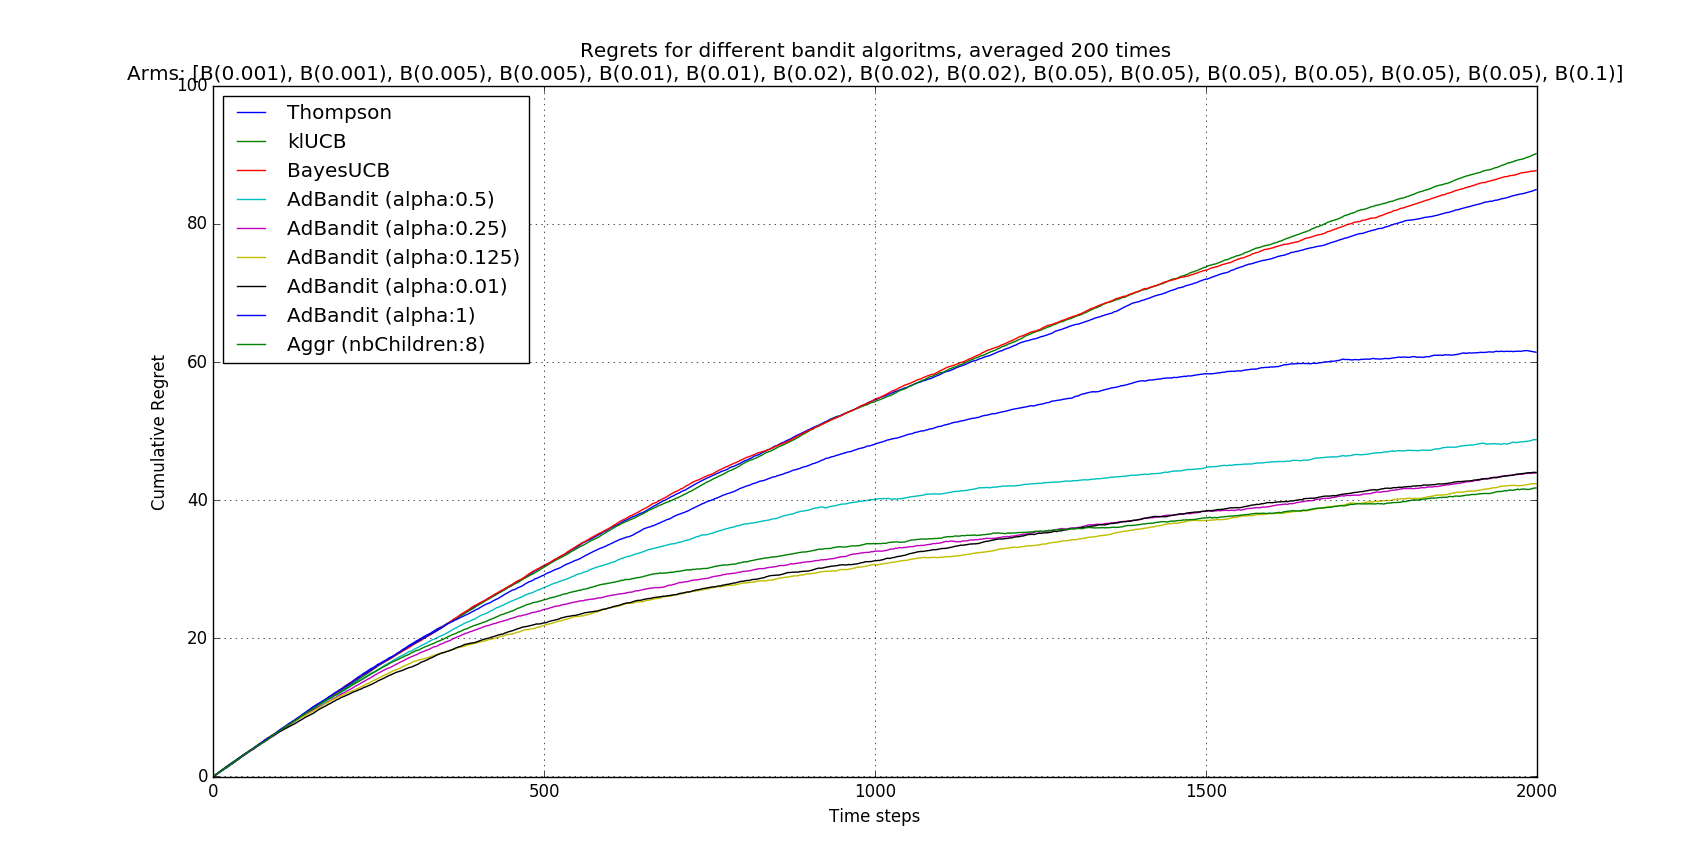 Regrets for different bandit algoritms, averaged 200 times
Arms: [B(0.001), B(0.001), B(0.005), B(0.005), B(0.01), B(0.01), B(0.02), B(0.02), B(0.02), B(0.05), B(0.05), B(0.05), B(0.05), B(0.05), B(0.05), B(0.1)]
100
80
60
40
20
0
Cumulative Regret
Thompson
klUCB
BayesUCB
AdBandit (alpha:0.5)
AdBandit (alpha:0.25)
AdBandit (alpha:0.125)
AdBandit (alpha:0.01)
AdBandit (alpha:1)
Aggr (nbChildren:8)
0
500
1000
1500
2000
Time steps